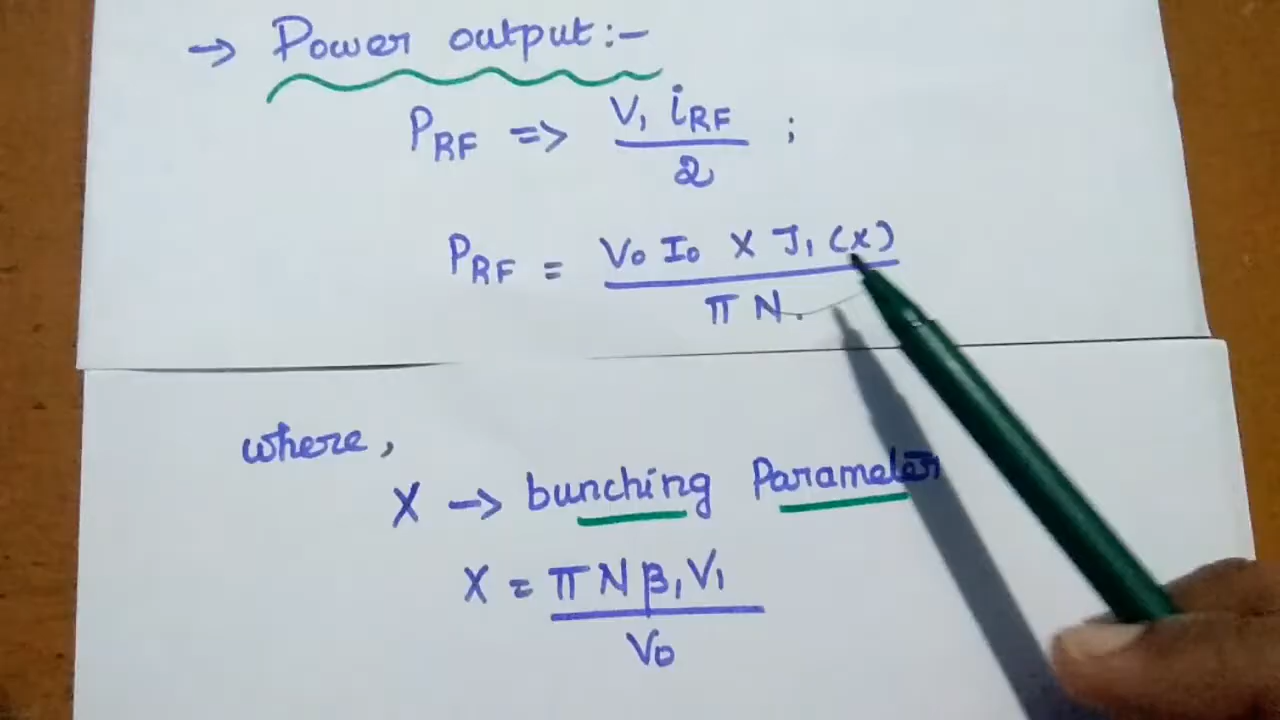 → Power output:-
P_RF => V₁ i_RF / 2 ;
P_RF = V₀ I₀ X J₁ (x) / π N.
where,
X → bunching Parameter
X = π N β₁ V₁ / V₀